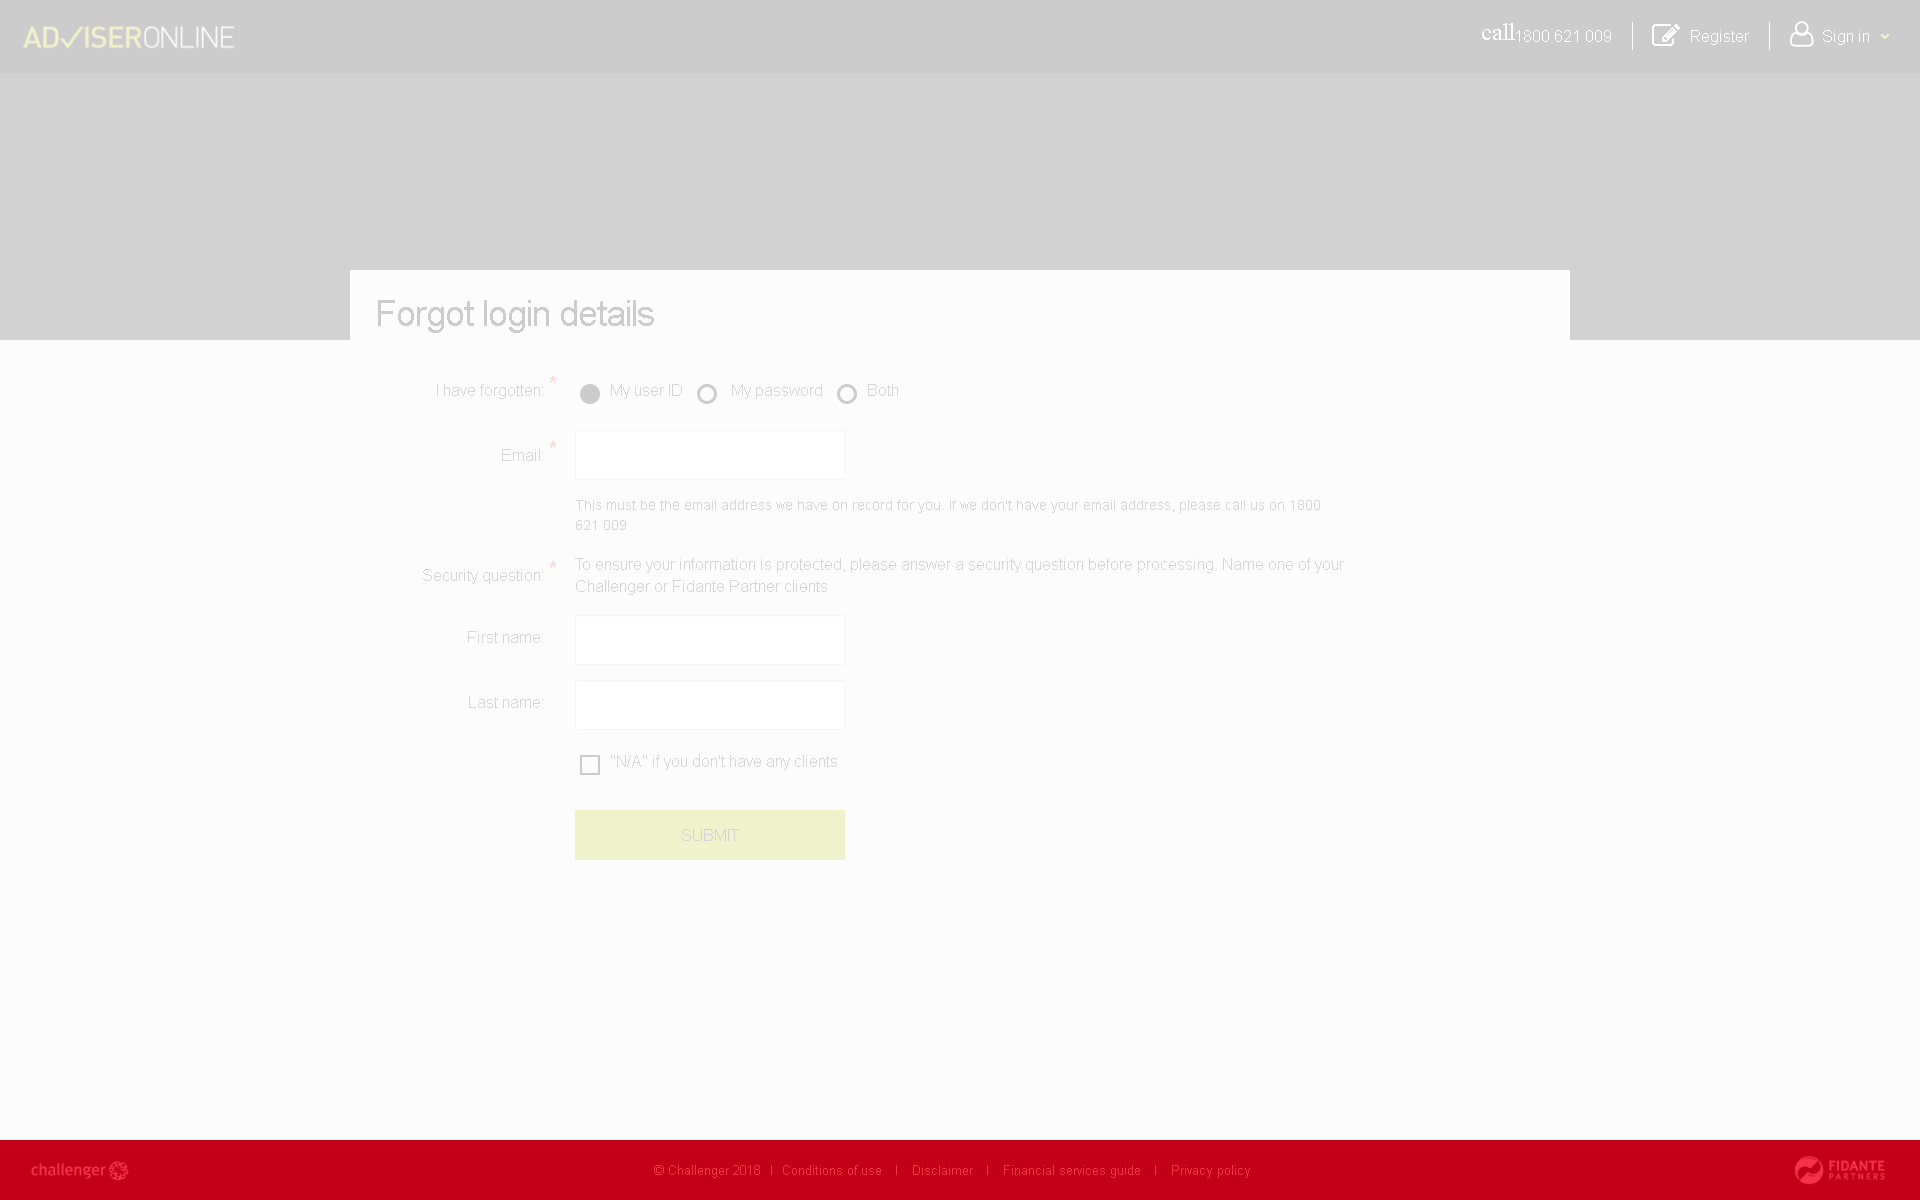 ADVISERONLINE
call 1800 621 009
Register
Sign in
Forgot login details
I have forgotten: *
My user ID
My password
Both
Email: *
This must be the email address we have on record for you. If we don't have your email address, please call us on 1800
621 009
Security question: *
To ensure your information is protected, please answer a security question before processing. Name one of your
Challenger or Fidante Partner clients
First name:
Last name:
"N/A" if you don't have any clients
SUBMIT
challenger
© Challenger 2018 | Conditions of use | Disclaimer | Financial services guide | Privacy policy
FIDANTE
PARTNERS